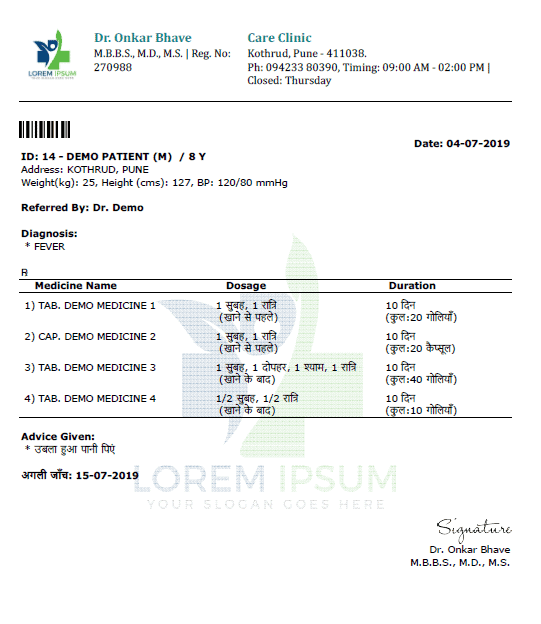 Dr. Onkar Bhave
M.B.B.S., M.D., M.S. | Reg. No:
270988
Care Clinic
Kothrud, Pune - 411038.
Ph: 094233 80390, Timing: 09:00 AM - 02:00 PM |
Closed: Thursday
LOREM IPSUM
YOUR SLOGAN GOES HERE
Date: 04-07-2019
ID: 14 - DEMO PATIENT (M) / 8 Y
Address: KOTHRUD, PUNE
Weight(kg): 25, Height (cms): 127, BP: 120/80 mmHg
Referred By: Dr. Demo
Diagnosis:
* FEVER
℞
Medicine Name Dosage Duration
1) TAB. DEMO MEDICINE 1 1 सुबह, 1 रात्रि 10 दिन
(खाने से पहले) (कुल:20 गोलियाँ)
2) CAP. DEMO MEDICINE 2 1 सुबह, 1 रात्रि 10 दिन
(खाने से पहले) (कुल:20 कैप्सूल)
3) TAB. DEMO MEDICINE 3 1 सुबह, 1 दोपहर, 1 श्याम, 1 रात्रि 10 दिन
(खाने के बाद) (कुल:40 गोलियाँ)
4) TAB. DEMO MEDICINE 4 1/2 सुबह, 1/2 रात्रि 10 दिन
(खाने के बाद) (कुल:10 गोलियाँ)
Advice Given:
* उबला हुआ पानी पिएं
अगली जाँच: 15-07-2019
LOREM IPSUM
YOUR SLOGAN GOES HERE
Signature
Dr. Onkar Bhave
M.B.B.S., M.D., M.S.